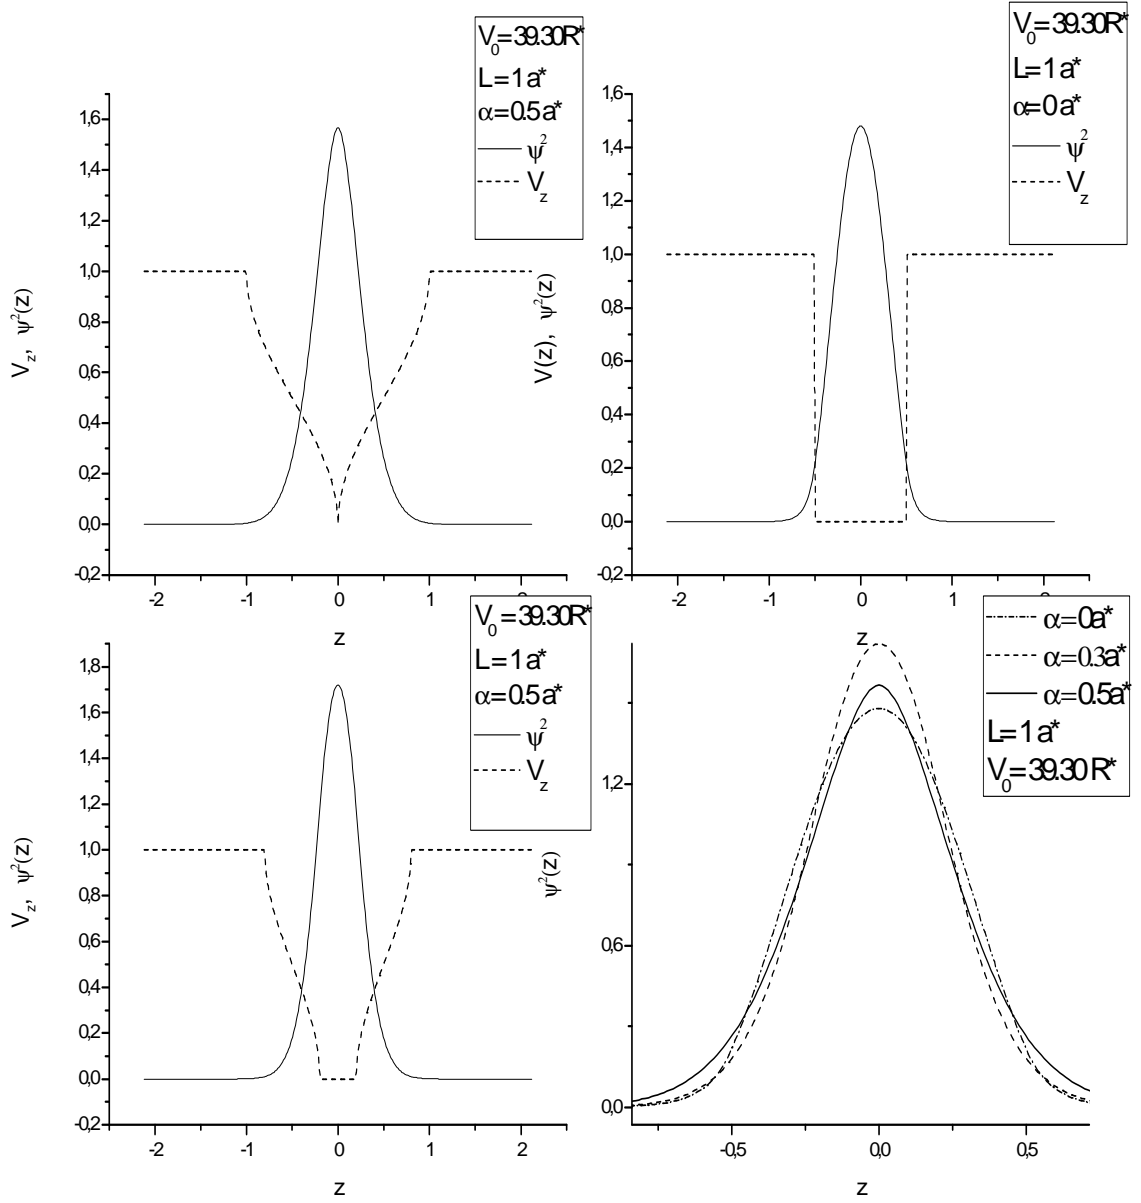 V0=39.30R*
L=1a*
α=0.5a*
ψ2
Vz
1,6
1,4
1,2
1,0
0,8
0,6
0,4
0,2
0,0
-0,2
-2
-1
0
1
2
z
Vz, ψ2(z)
V0=39.30R*
L=1a*
α=0a*
ψ2
Vz
1,6
1,4
1,2
1,0
0,8
0,6
0,4
0,2
0,0
-0,2
-2
-1
0
1
2
z
V(z), ψ2(z)
V0=39.30R*
L=1a*
α=0.5a*
ψ2
Vz
1,8
1,6
1,4
1,2
1,0
0,8
0,6
0,4
0,2
0,0
-0,2
-2
-1
0
1
2
z
Vz, ψ2(z)
α=0a*
α=0.3a*
α=0.5a*
L=1a*
V0=39.30R*
1,2
0,6
0,0
-0,5
0,0
0,5
z
ψ2(z)